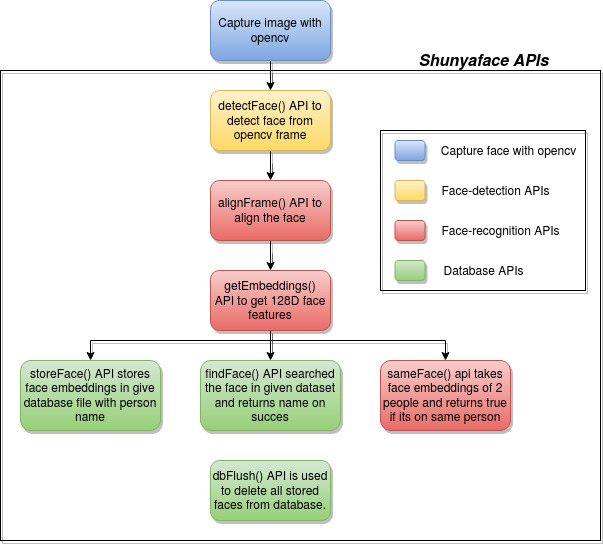 Capture image with
opencv
Shunyaface APIs
detectFace() API to
detect face from
opencv frame
Capture face with opencv
Face-detection APIs
Face-recognition APIs
Database APIs
alignFrame() API to
align the face
getEmbeddings()
API to get 128D face
features
storeFace() API stores
face embeddings in give
database file with person
name
findFace() API searched
the face in given dataset
and returns name on
succes
sameFace() api takes
face embeddings of 2
people and returns true
if its on same person
dbFlush() API is used
to delete all stored
faces from database.